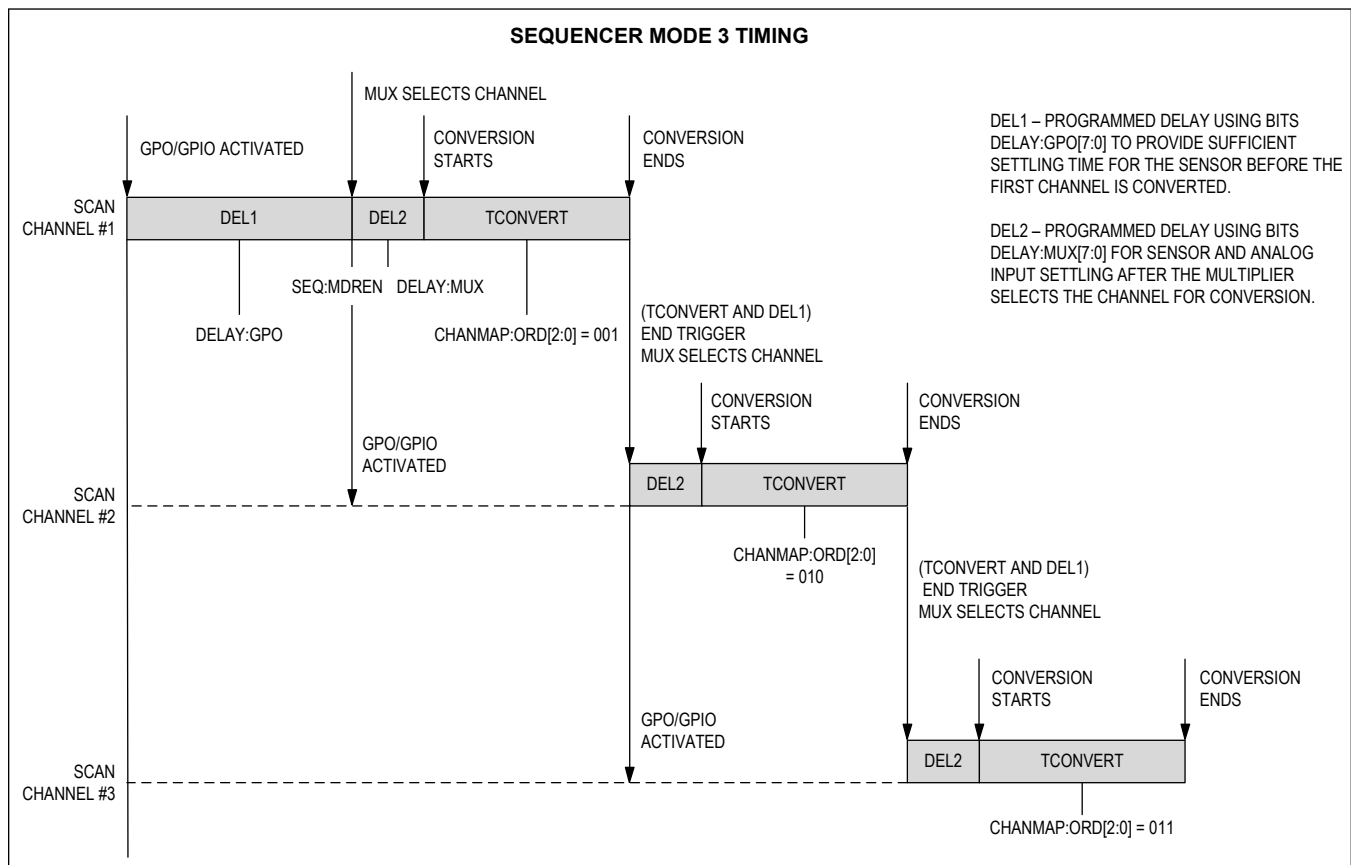 SEQUENCER MODE 3 TIMING
MUX SELECTS CHANNEL
GPO/GPIO ACTIVATED
CONVERSION
STARTS
CONVERSION
ENDS
DEL1 – PROGRAMMED DELAY USING BITS
DELAY:GPO[7:0] TO PROVIDE SUFFICIENT
SETTLING TIME FOR THE SENSOR BEFORE THE
FIRST CHANNEL IS CONVERTED.
DEL2 – PROGRAMMED DELAY USING BITS
DELAY:MUX[7:0] FOR SENSOR AND ANALOG
INPUT SETTLING AFTER THE MULTIPLIER
SELECTS THE CHANNEL FOR CONVERSION.
SCAN
CHANNEL #1
DEL1
DEL2
TCONVERT
SEQ:MDREN
DELAY:MUX
DELAY:GPO
CHANMAP:ORD[2:0] = 001
(TCONVERT AND DEL1)
END TRIGGER
MUX SELECTS CHANNEL
CONVERSION
STARTS
CONVERSION
ENDS
GPO/GPIO
ACTIVATED
SCAN
CHANNEL #2
DEL2
TCONVERT
CHANMAP:ORD[2:0]
= 010
(TCONVERT AND DEL1)
END TRIGGER
MUX SELECTS CHANNEL
CONVERSION
STARTS
CONVERSION
ENDS
GPO/GPIO
ACTIVATED
SCAN
CHANNEL #3
DEL2
TCONVERT
CHANMAP:ORD[2:0] = 011